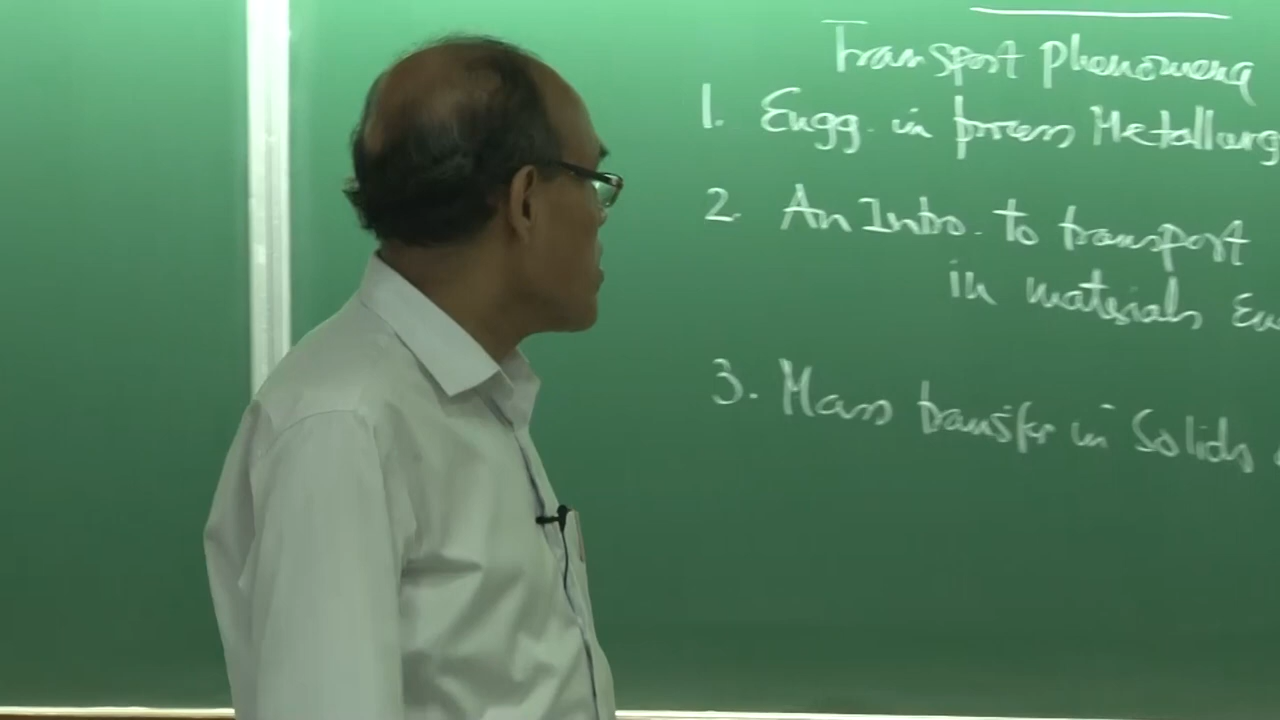 Transport Phenomena
1. Engg. in process Metallurg
2. An Intro. to transport
in materials En
3. Mass transfer in Solids